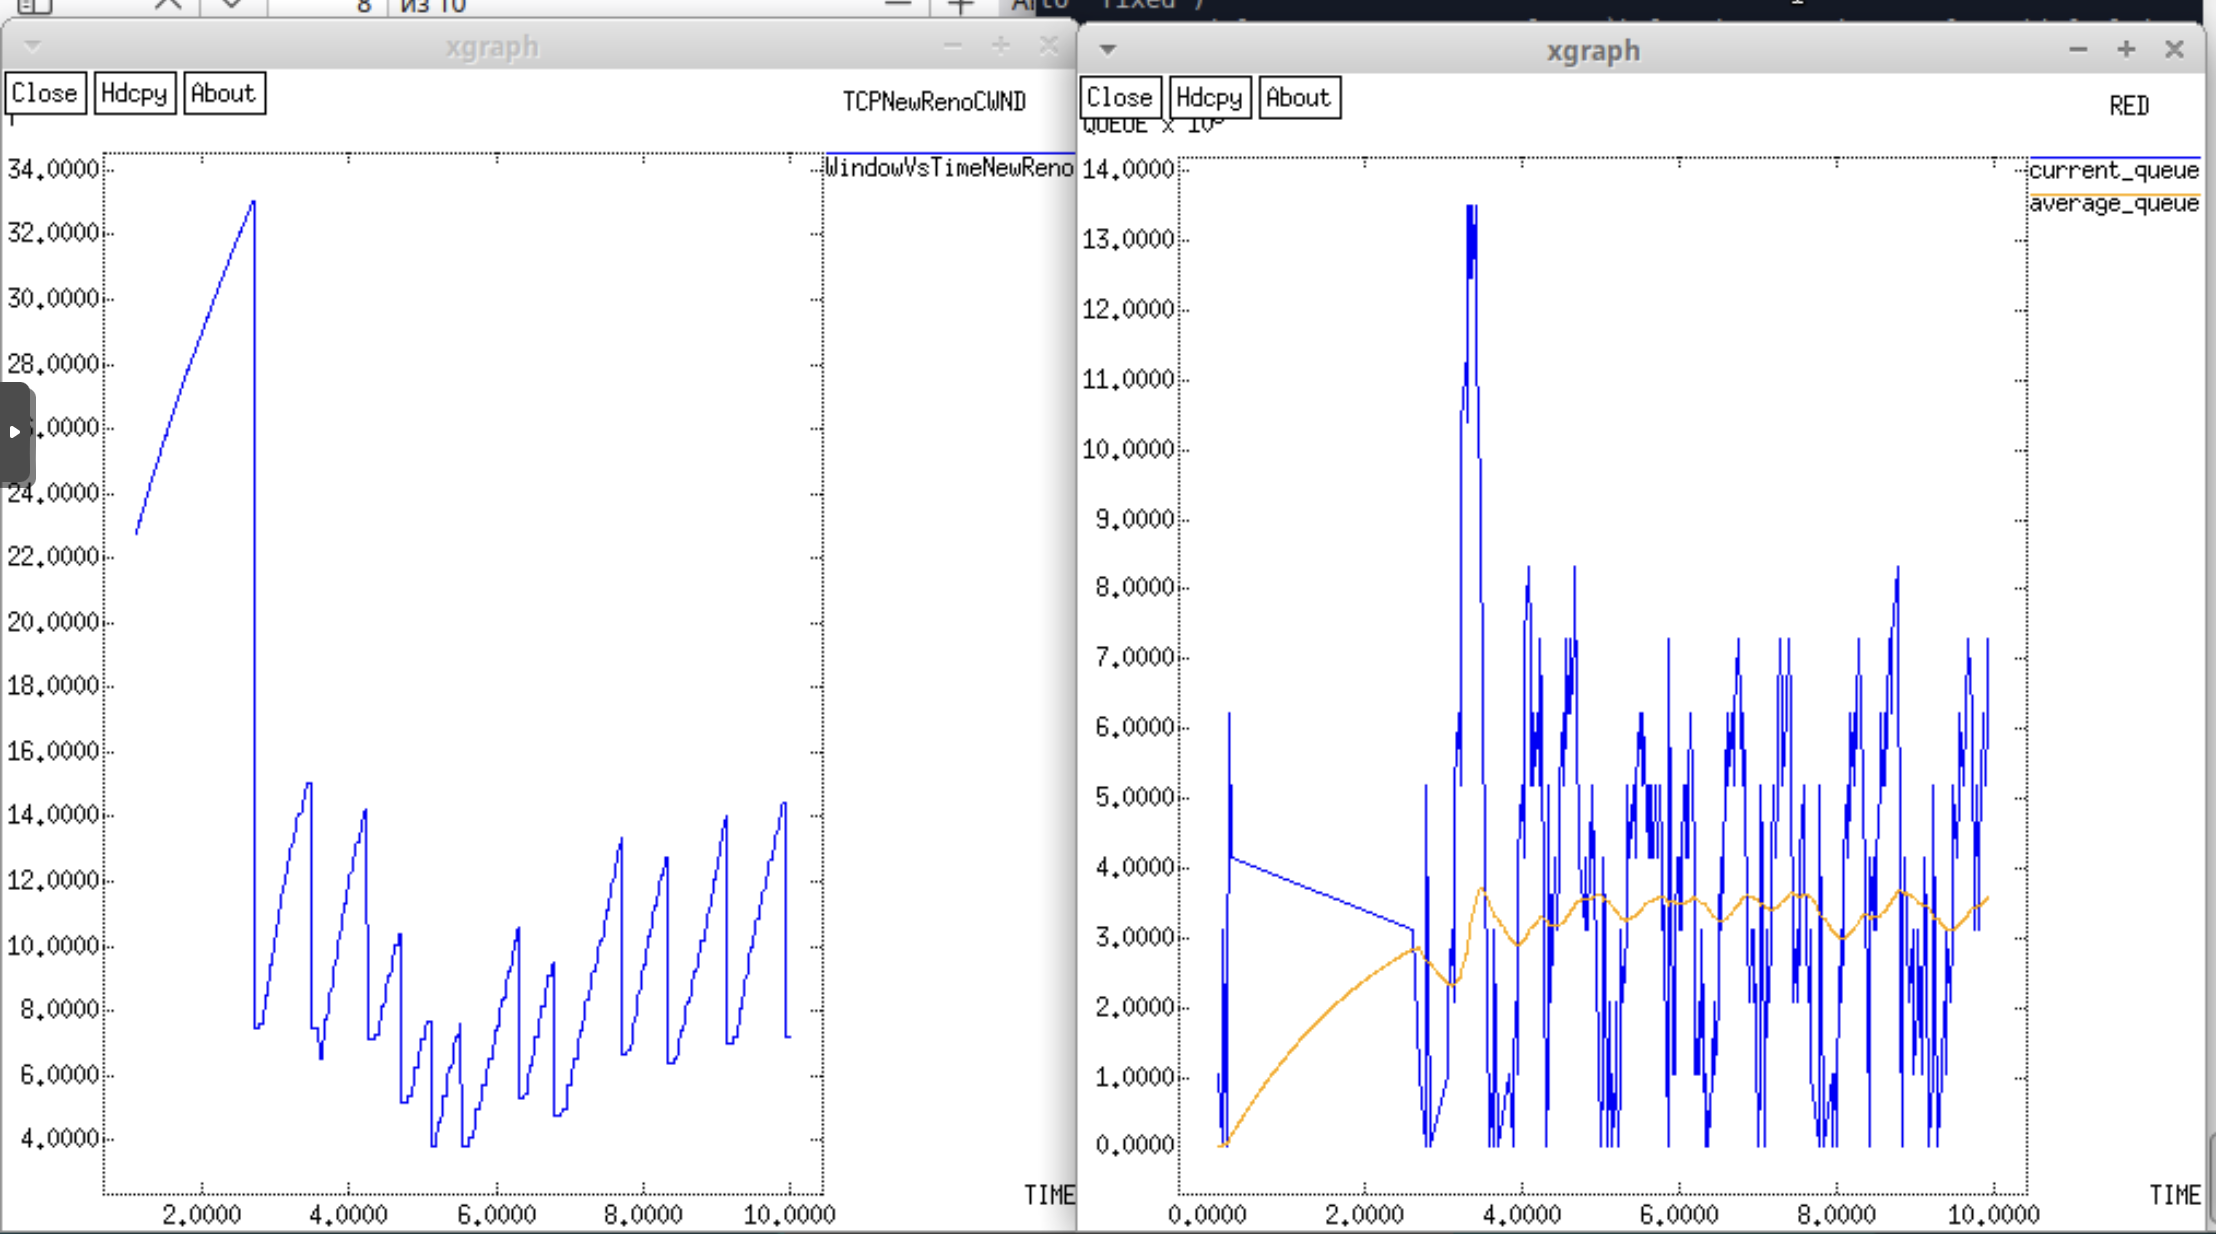 8 из 10
xgraph
Close Hdcpy About
TCPNewRenoCWND
WindowVsTimeNewReno
34.0000
32.0000
30.0000
28.0000
24.0000
22.0000
20.0000
18.0000
16.0000
14.0000
12.0000
10.0000
8.0000
6.0000
4.0000
TIME
2.0000 4.0000 6.0000 8.0000 10.0000
xgraph
Close Hdcpy About
RED
QUEUE x 10
current_queue
average_queue
14.0000
13.0000
12.0000
11.0000
10.0000
9.0000
8.0000
7.0000
6.0000
5.0000
4.0000
3.0000
2.0000
1.0000
0.0000
TIME
0.0000 2.0000 4.0000 6.0000 8.0000 10.0000